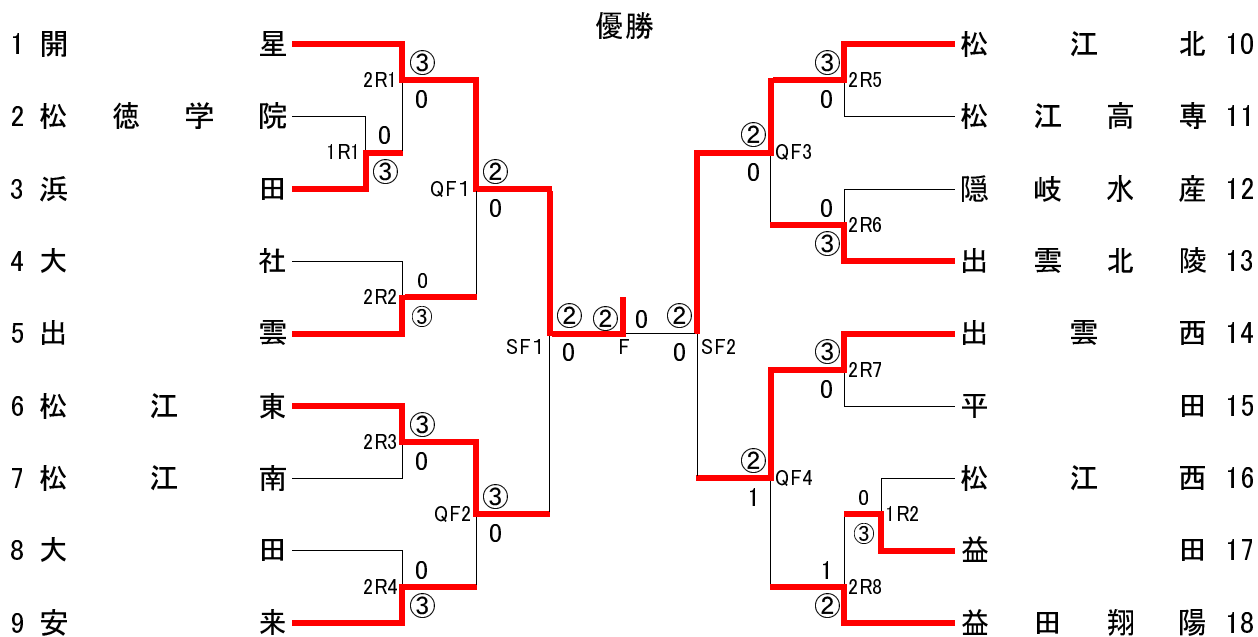 優勝
1 開星
2 松徳学院
3 浜田
4 大社
5 出雲
6 松江東
7 松江南
8 大田
9 安来
2R1 ③ 0
1R1 0 ③
QF1 ② 0
2R2 0 ③
SF1 ② 0
2R3 ③ 0
QF2 ③ 0
2R4 0 ③
② F 0
松江北 10
松江高専 11
隠岐水産 12
出雲北陵 13
出雲西 14
平田 15
松江西 16
益田 17
益田翔陽 18
③ 0 2R5
② 0 QF3
0 ③ 2R6
② 0 SF2
③ 0 2R7
② 1 QF4
0 ③ 1R2
1 ② 2R8